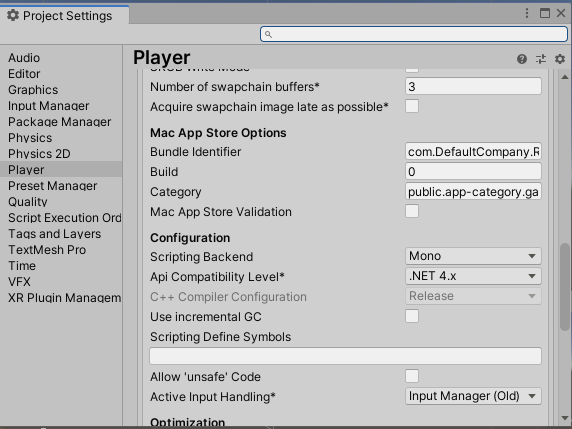 Project Settings
Audio
Editor
Graphics
Input Manager
Package Manager
Physics
Physics 2D
Player
Preset Manager
Quality
Script Execution Ord
Tags and Layers
TextMesh Pro
Time
VFX
XR Plugin Managem
Player
Number of swapchain buffers* 3
Acquire swapchain image late as possible*
Mac App Store Options
Bundle Identifier com.DefaultCompany.R
Build 0
Category public.app-category.ga
Mac App Store Validation
Configuration
Scripting Backend Mono
Api Compatibility Level* .NET 4.x
C++ Compiler Configuration Release
Use incremental GC
Scripting Define Symbols
Allow 'unsafe' Code
Active Input Handling* Input Manager (Old)
Optimization